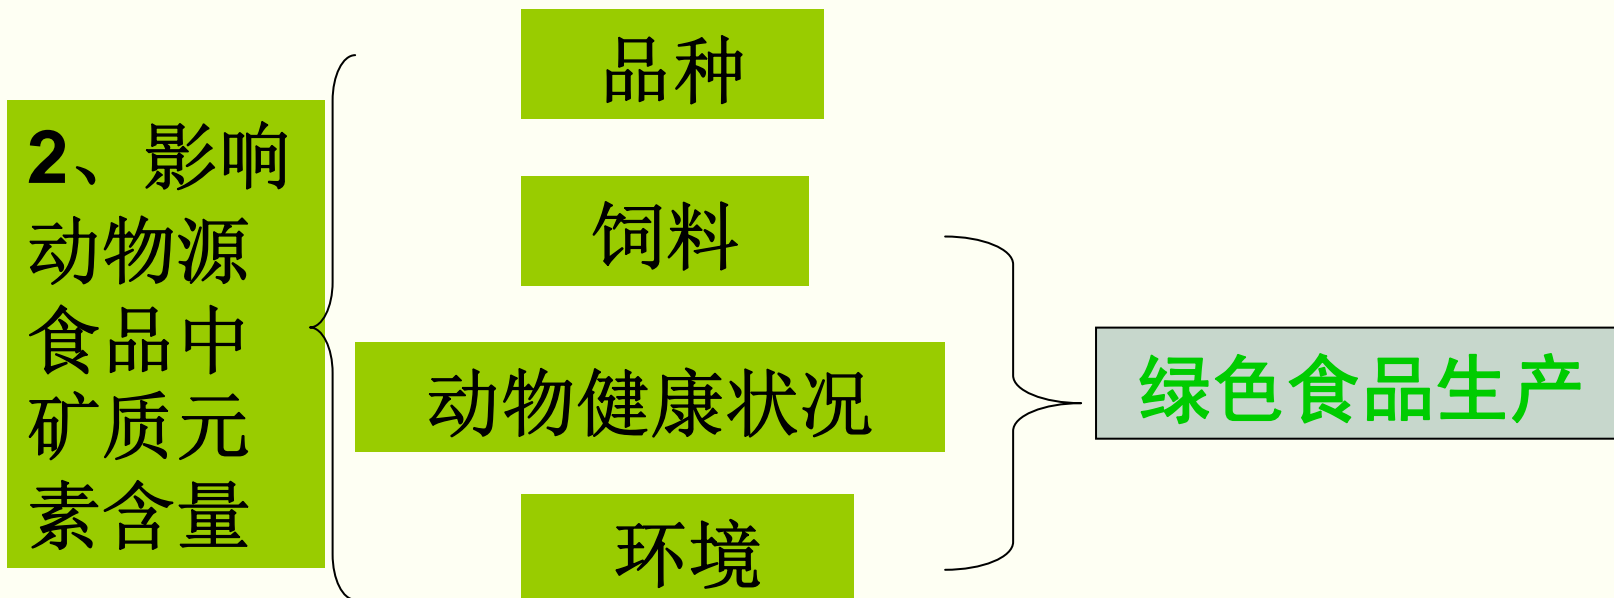 品种
2、影响
动物源
食品中
矿质元
素含量
饲料
动物健康状况
环境
绿色食品生产